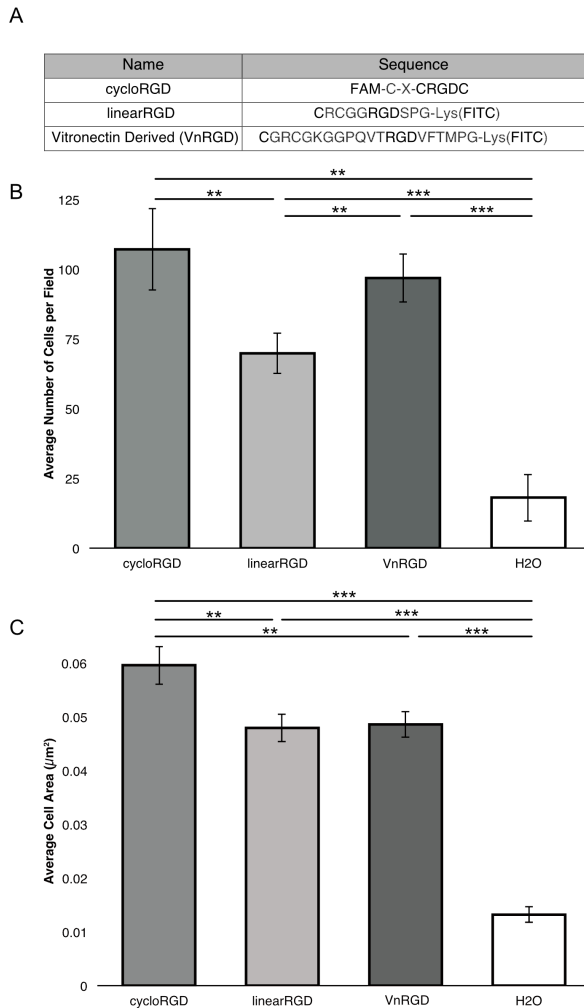 A
Name Sequence
cycloRGD FAM-C-X-CRGDC
linearRGD CRCGGRGDSPG-Lys(FITC)
Vitronectin Derived (VnRGD) CGRCGKGGPQVTRGDVFTMPG-Lys(FITC)
B
**
** ***
** ***
Average Number of Cells per Field
125
100
75
50
25
0
cycloRGD linearRGD VnRGD H2O
C
***
** ***
** ***
Average Cell Area (μm²)
0.06
0.05
0.04
0.03
0.02
0.01
0
cycloRGD linearRGD VnRGD H2O